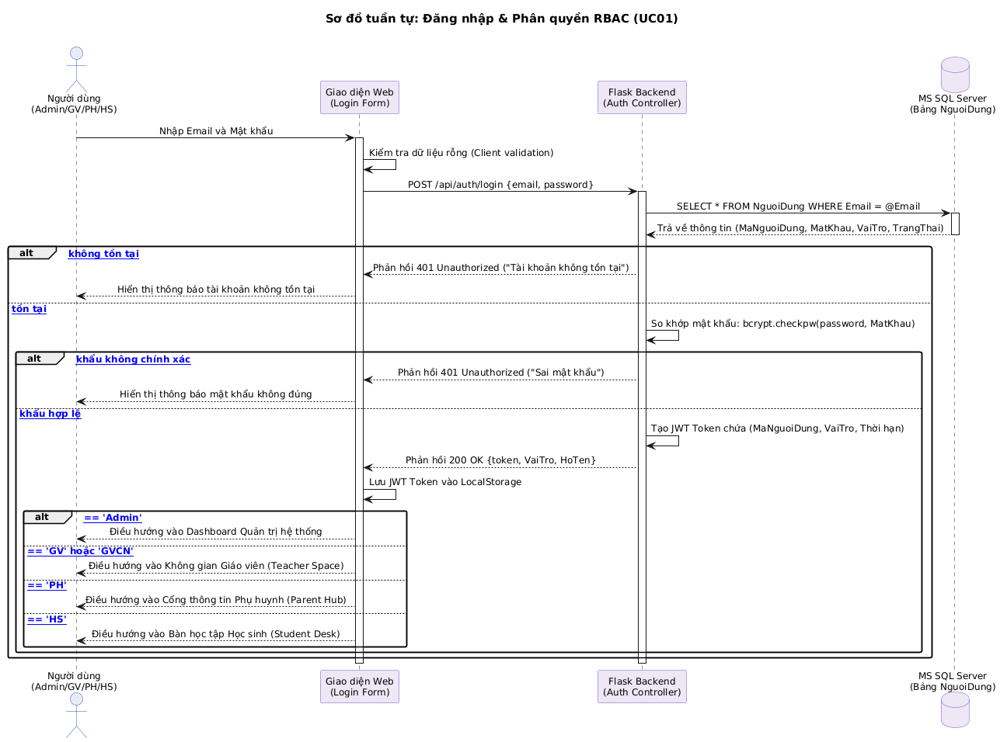 Sơ đồ tuần tự: Đăng nhập & Phân quyền RBAC (UC01)
Người dùng
(Admin/GV/PH/HS)
Giao diện Web
(Login Form)
Flask Backend
(Auth Controller)
MS SQL Server
(Bảng NguoiDung)
Nhập Email và Mật khẩu
Kiểm tra dữ liệu rỗng (Client validation)
POST /api/auth/login {email, password}
SELECT * FROM NguoiDung WHERE Email = @Email
Trả về thông tin (MaNguoiDung, MatKhau, VaiTro, TrangThai)
alt
không tồn tại
Phản hồi 401 Unauthorized ("Tài khoản không tồn tại")
Hiển thị thông báo tài khoản không tồn tại
tồn tại
So khớp mật khẩu: bcrypt.checkpw(password, MatKhau)
alt
khẩu không chính xác
Phản hồi 401 Unauthorized ("Sai mật khẩu")
Hiển thị thông báo mật khẩu không đúng
khẩu hợp lệ
Tạo JWT Token chứa (MaNguoiDung, VaiTro, Thời hạn)
Phản hồi 200 OK {token, VaiTro, HoTen}
Lưu JWT Token vào LocalStorage
alt
== 'Admin'
Điều hướng vào Dashboard Quản trị hệ thống
== 'GV' hoặc 'GVCN'
Điều hướng vào Không gian Giáo viên (Teacher Space)
== 'PH'
Điều hướng vào Cổng thông tin Phụ huynh (Parent Hub)
== 'HS'
Điều hướng vào Bàn học tập Học sinh (Student Desk)
Người dùng
(Admin/GV/PH/HS)
Giao diện Web
(Login Form)
Flask Backend
(Auth Controller)
MS SQL Server
(Bảng NguoiDung)